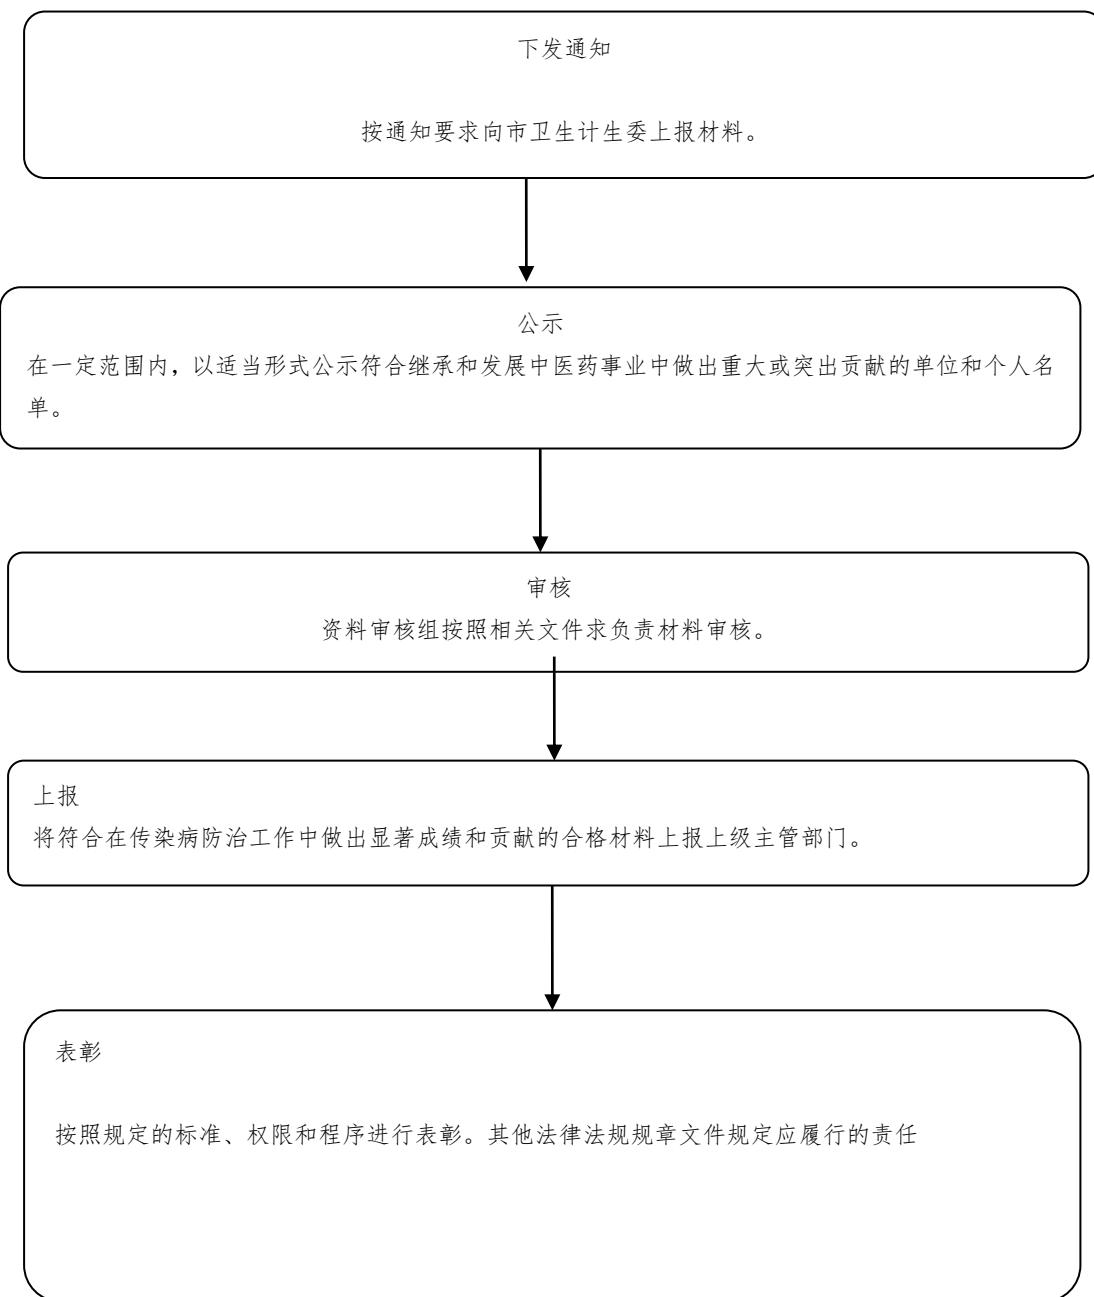 下发通知
按通知要求向市卫生计生委上报材料。
公示
在一定范围内，以适当形式公示符合继承和发展中医药事业中做出重大或突出贡献的单位和个人名
单。
审核
资料审核组按照相关文件求负责材料审核。
上报
将符合在传染病防治工作中做出显著成绩和贡献的合格材料上报上级主管部门。
表彰
按照规定的标准、权限和程序进行表彰。其他法律法规规章文件规定应履行的责任